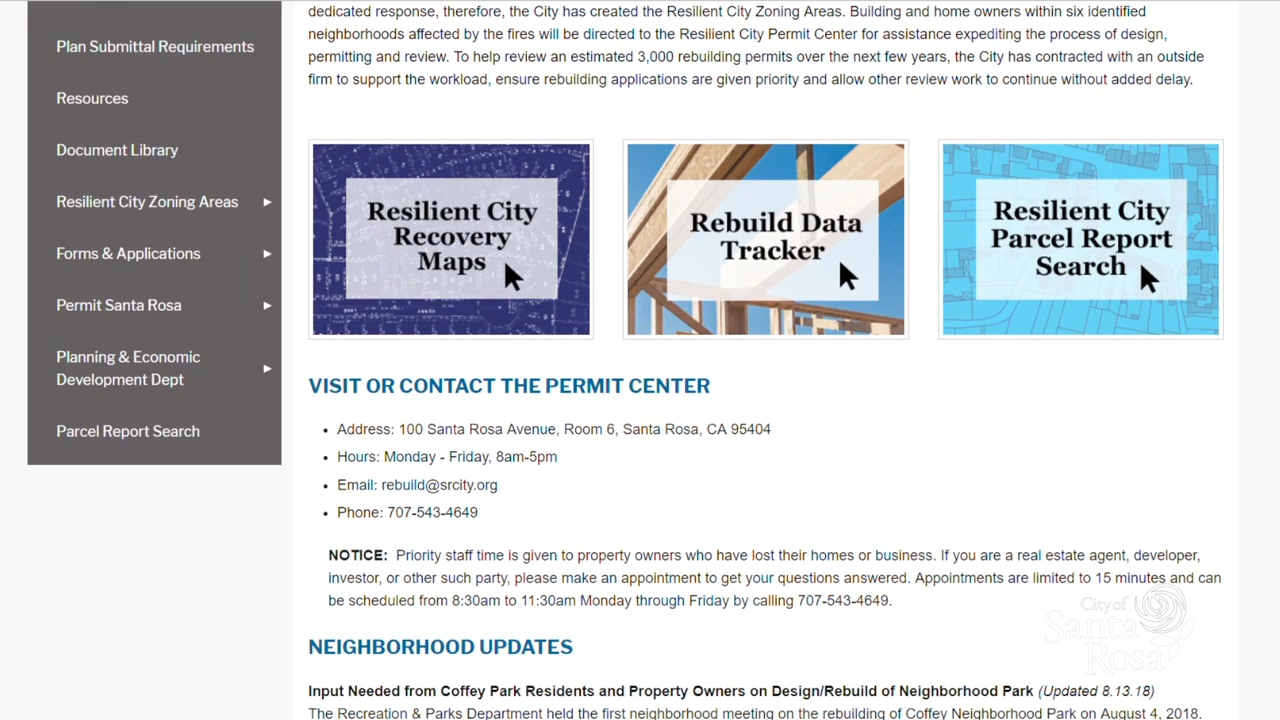 Plan Submittal Requirements
Resources
Document Library
Resilient City Zoning Areas
Forms & Applications
Permit Santa Rosa
Planning & Economic
Development Dept
Parcel Report Search
dedicated response, therefore, the City has created the Resilient City Zoning Areas. Building and home owners within six identified
neighborhoods affected by the fires will be directed to the Resilient City Permit Center for assistance expediting the process of design,
permitting and review. To help review an estimated 3,000 rebuilding permits over the next few years, the City has contracted with an outside
firm to support the workload, ensure rebuilding applications are given priority and allow other review work to continue without added delay.
Resilient City
Recovery
Maps
Rebuild Data
Tracker
Resilient City
Parcel Report
Search
VISIT OR CONTACT THE PERMIT CENTER
• Address: 100 Santa Rosa Avenue, Room 6, Santa Rosa, CA 95404
• Hours: Monday - Friday, 8am-5pm
• Email: rebuild@srcity.org
• Phone: 707-543-4649
NOTICE: Priority staff time is given to property owners who have lost their homes or business. If you are a real estate agent, developer,
investor, or other such party, please make an appointment to get your questions answered. Appointments are limited to 15 minutes and can
be scheduled from 8:30am to 11:30am Monday through Friday by calling 707-543-4649.
City of
Santa
Rosa
NEIGHBORHOOD UPDATES
Input Needed from Coffey Park Residents and Property Owners on Design/Rebuild of Neighborhood Park (Updated 8.13.18)
The Recreation & Parks Department held the first neighborhood meeting on the rebuilding of Coffey Neighborhood Park on August 4, 2018.